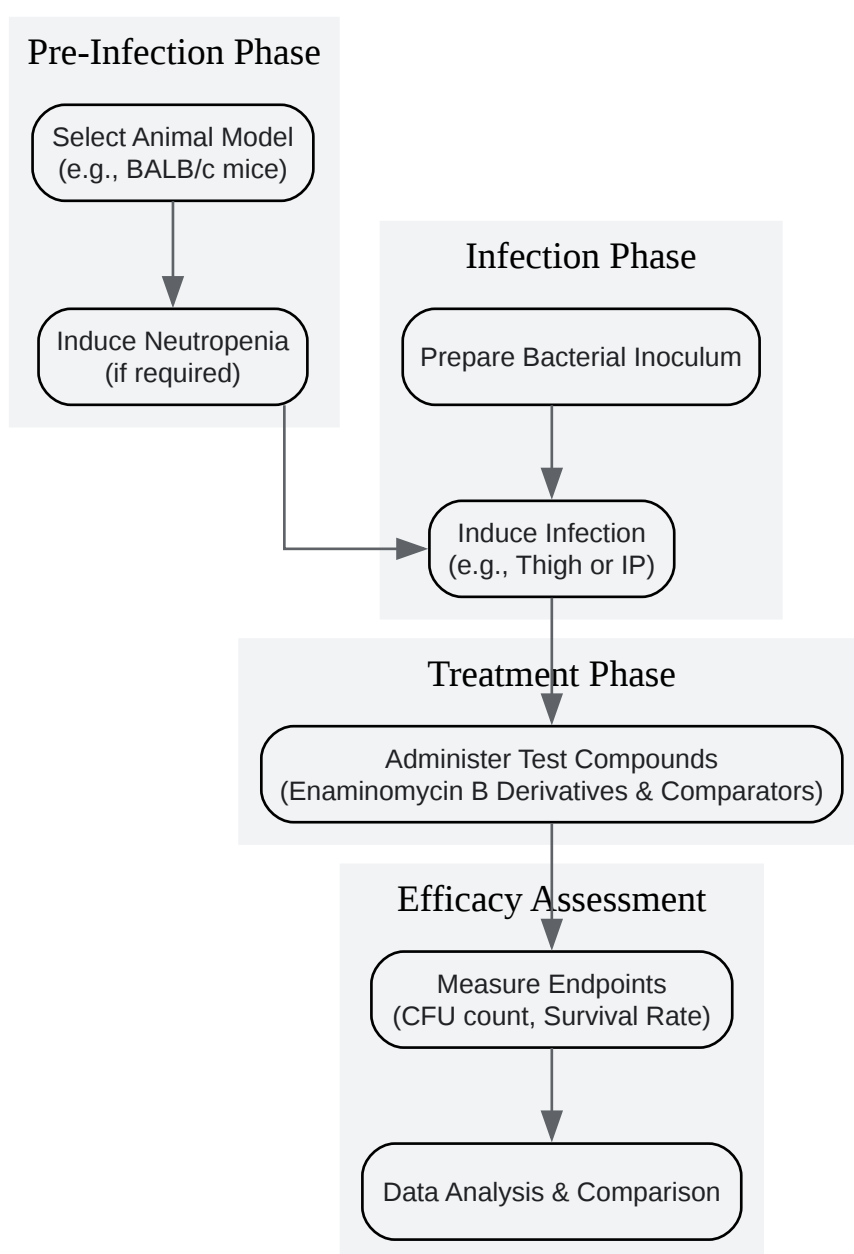 Pre-Infection Phase
Select Animal Model
(e.g., BALB/c mice)
Induce Neutropenia
(if required)
Infection Phase
Prepare Bacterial Inoculum
Induce Infection
(e.g., Thigh or IP)
Treatment Phase
Administer Test Compounds
(Enaminomycin B Derivatives & Comparators)
Efficacy Assessment
Measure Endpoints
(CFU count, Survival Rate)
Data Analysis & Comparison